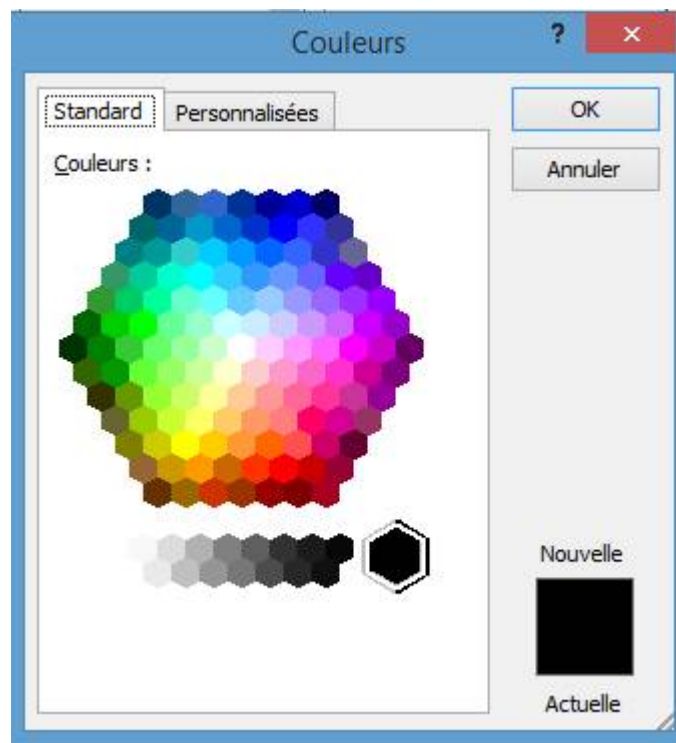 Couleurs
?
×
Standard
Personnalisées
OK
Annuler
Couleurs :
Nouvelle
Actuelle